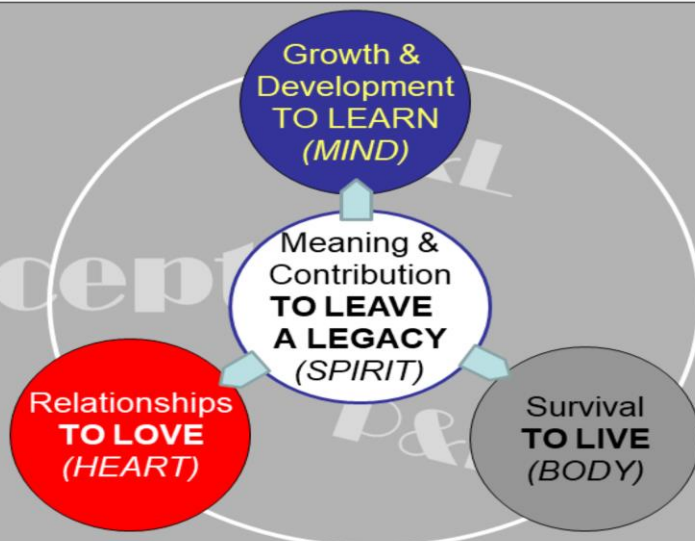 Growth &
Development
TO LEARN
(MIND)
Meaning &
Contribution
TO LEAVE
A LEGACY
(SPIRIT)
Relationships
TO LOVE
(HEART)
Survival
TO LIVE
(BODY)